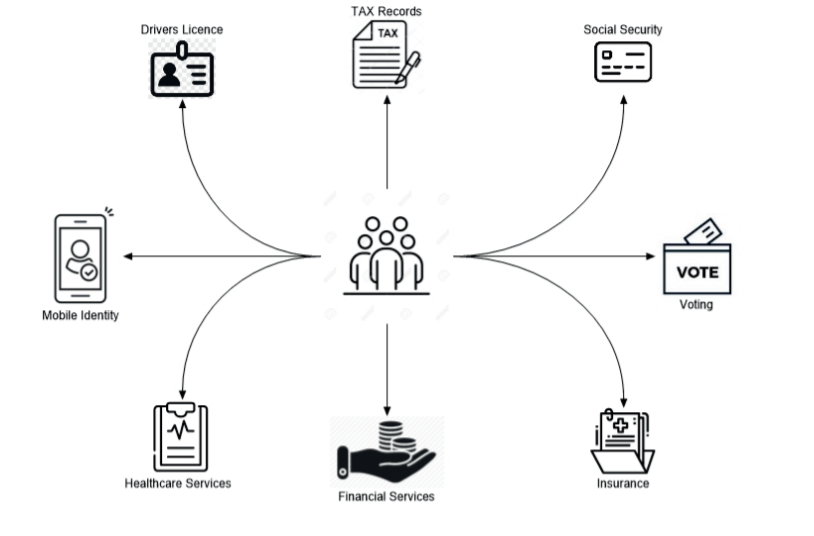 TAX Records
Drivers Licence
Social Security
TAX
VOTE
Voting
Mobile Identity
Healthcare Services
Insurance
Financial Services